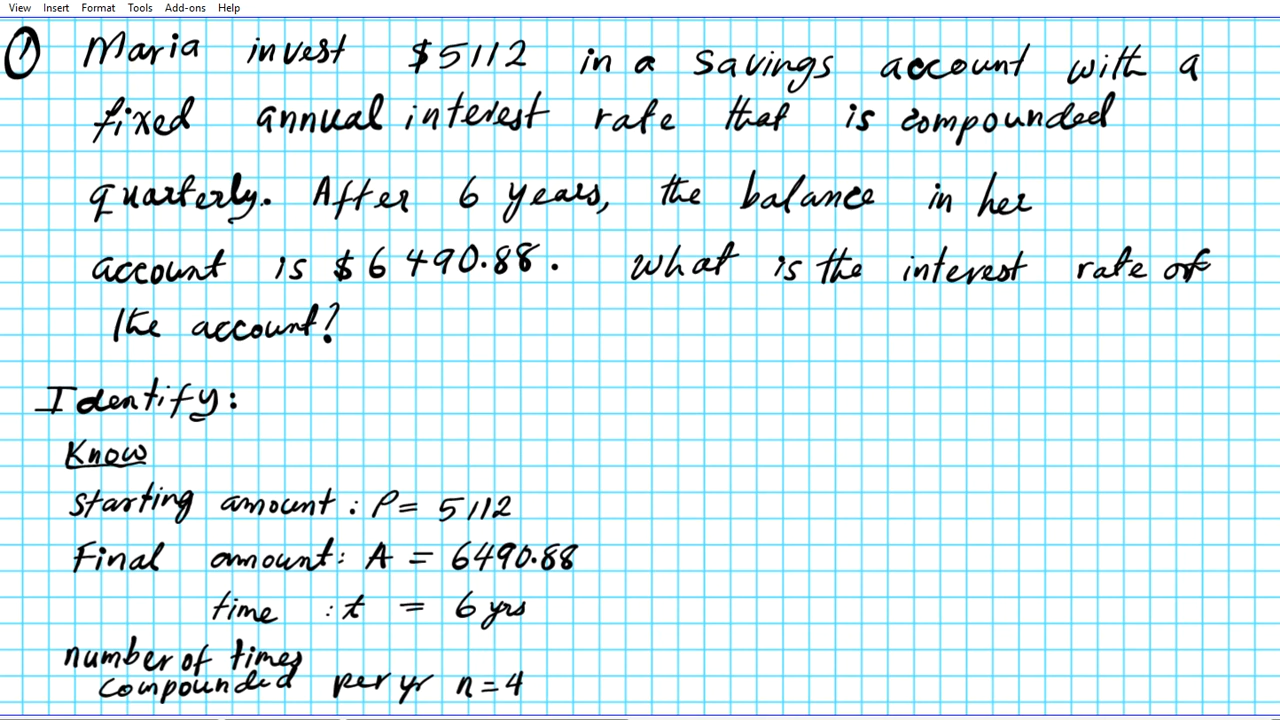 View Insert Format Tools Add-ons Help
① Maria invest $5112 in a savings account with a
fixed annual interest rate that is compounded
quarterly. After 6 years, the balance in her
account is $6490.88. What is the interest rate of
the account?
Identify:
Know
starting amount: P = 5112
Final amount: A = 6490.88
time : t = 6 yrs
number of times
compounded per yr n = 4